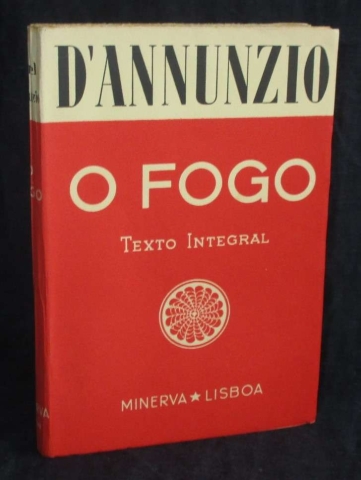 D'ANNUNZIO
O FOGO
TEXTO INTEGRAL
MINERVA ★ LISBOA